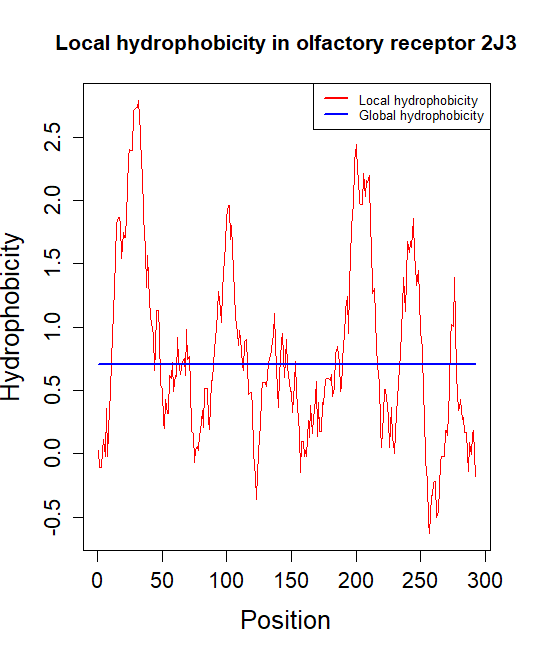 Local hydrophobicity in olfactory receptor 2J3
Local hydrophobicity
Global hydrophobicity
Hydrophobicity
2.5
2.0
1.5
1.0
0.5
0.0
-0.5
0 50 100 150 200 250 300
Position